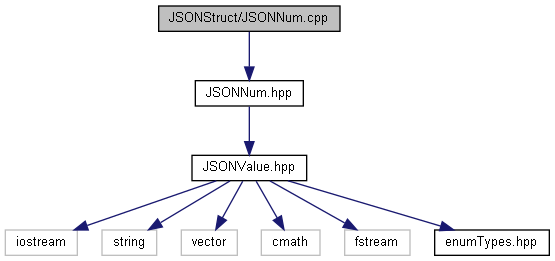 JSONStruct/JSONNum.cpp
JSONNum.hpp
JSONValue.hpp
iostream
string
vector
cmath
fstream
enumTypes.hpp